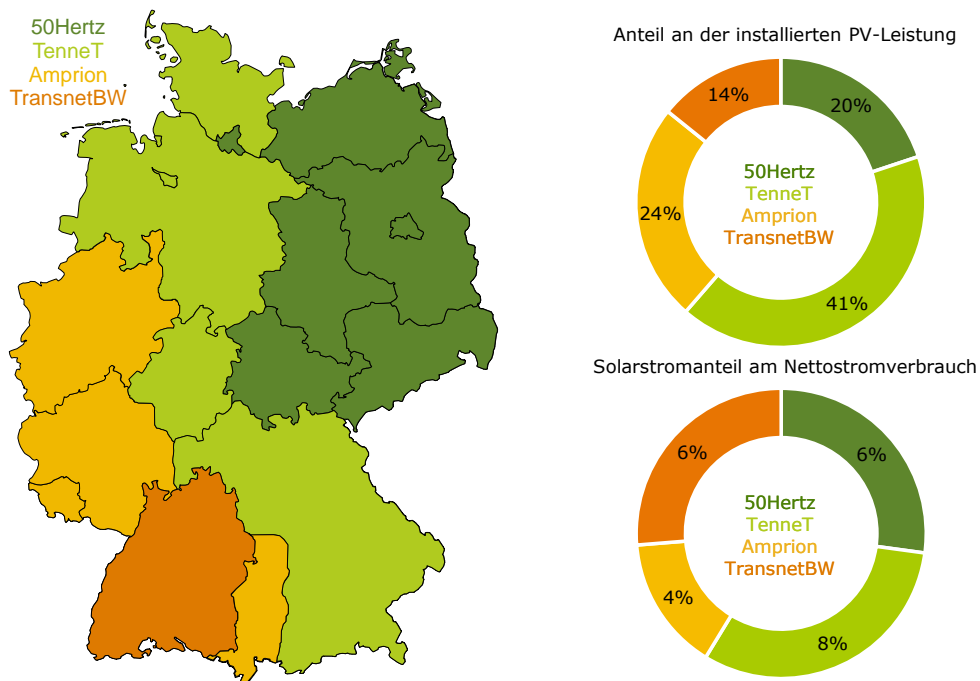 50Hertz
TenneT
Amprion
TransnetBW
Anteil an der installierten PV-Leistung
14%
20%
24%
41%
50Hertz
TenneT
Amprion
TransnetBW
Solarstromanteil am Nettostromverbrauch
6%
6%
4%
8%
50Hertz
TenneT
Amprion
TransnetBW